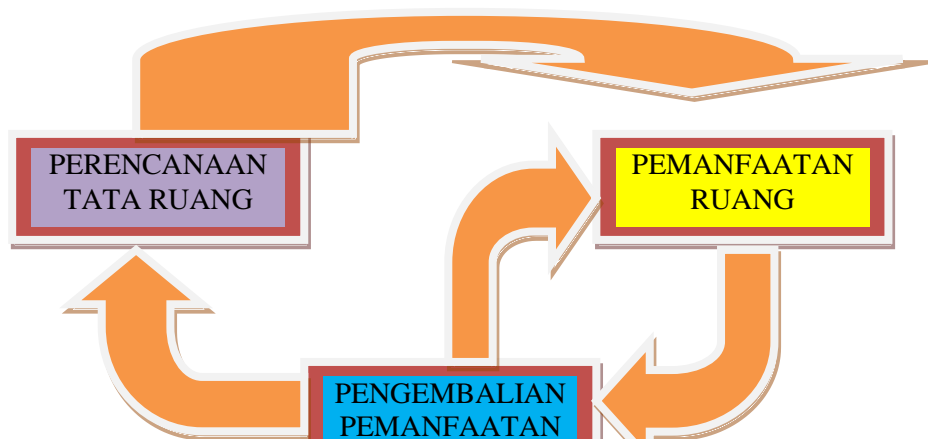 PERENCANAAN
TATA RUANG
PEMANFAATAN
RUANG
PENGEMBALIAN
PEMANFAATAN